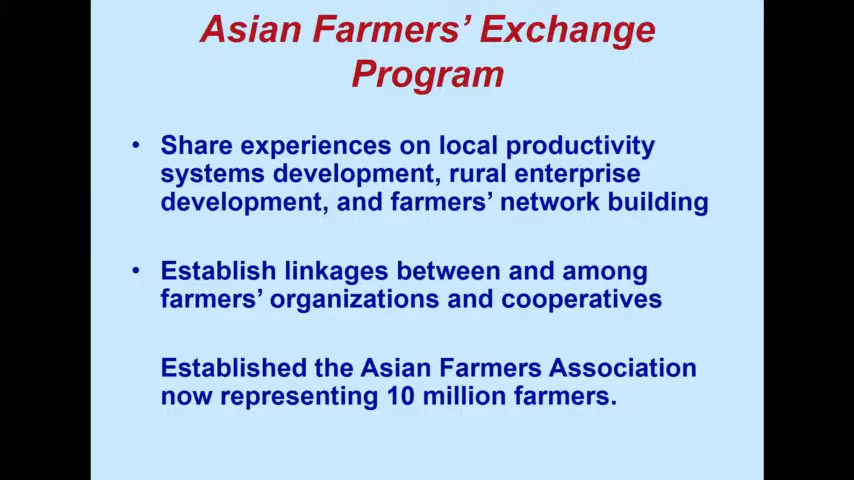 Asian Farmers’ Exchange
Program
• Share experiences on local productivity
systems development, rural enterprise
development, and farmers’ network building
• Establish linkages between and among
farmers’ organizations and cooperatives
Established the Asian Farmers Association
now representing 10 million farmers.